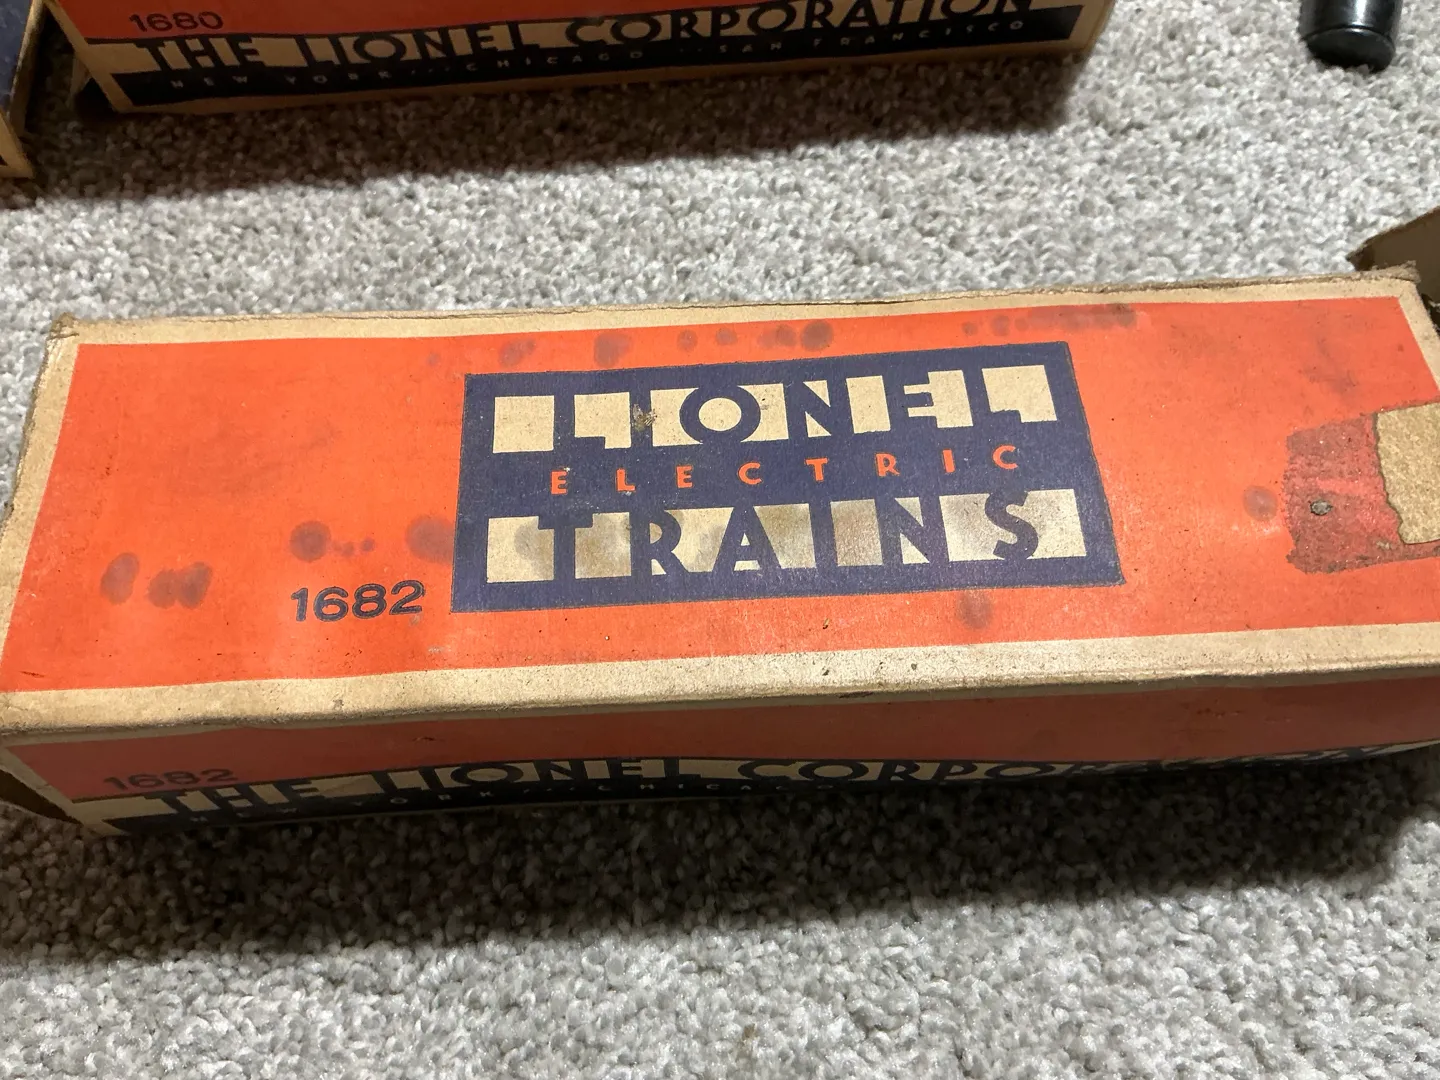 1680
THE LIONEL CORPORATION
NEW YORK CHICAGO SAN FRANCISCO
LIONEL
ELECTRIC
TRAINS
1682
1682
THE LIONEL CORPORATION
NEW YORK CHICAGO